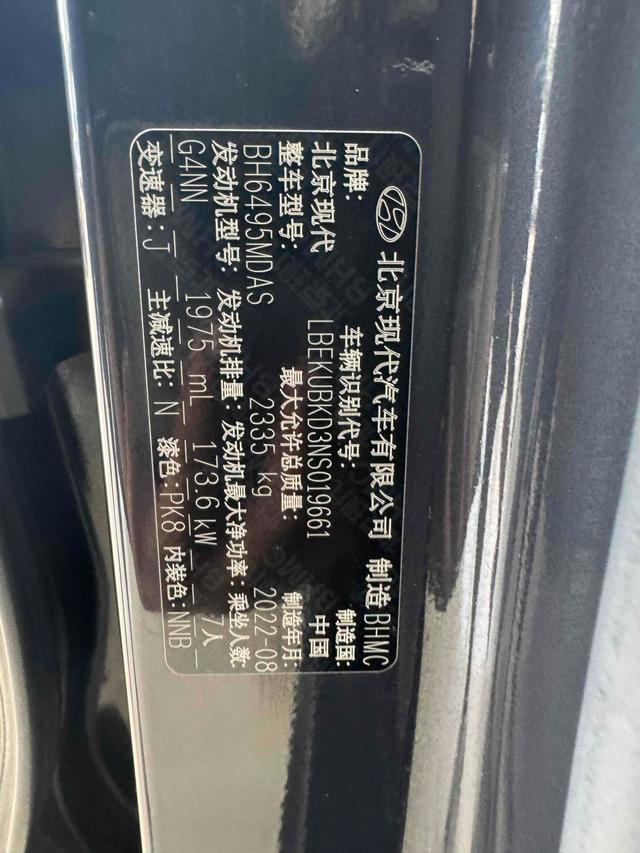 北京现代汽车有限公司 制造 BHMC
品牌: 车辆识别代号: 制造国:
北京现代 LBEKUBKD3NS019661 中国
整车型号: 最大允许总质量: 制造年月:
BH6495MDAS 2335 kg 2022-08
发动机型号: 发动机排量: 发动机最大净功率: 乘坐人数:
G4NN 1975 mL 173.6 kW 7人
变速器: J 主减速比: N 漆色: PK8 内装色: NNB